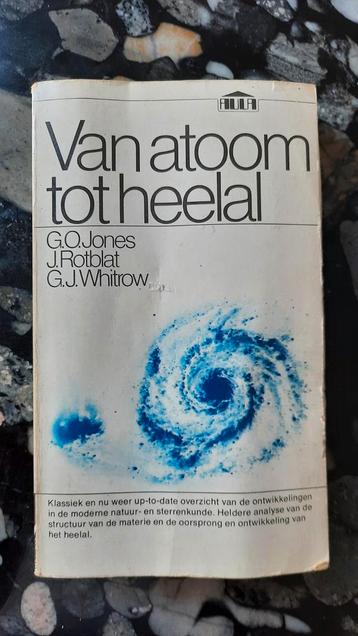 AULA
Van atoom
tot heelal
G.O. Jones
J. Rotblat
G.J. Whitrow
Klassiek en nu weer up-to-date overzicht van de ontwikkelingen
in de moderne natuur- en sterrenkunde. Heldere analyse van de
structuur van de materie en de oorsprong en ontwikkeling van
het heelal.